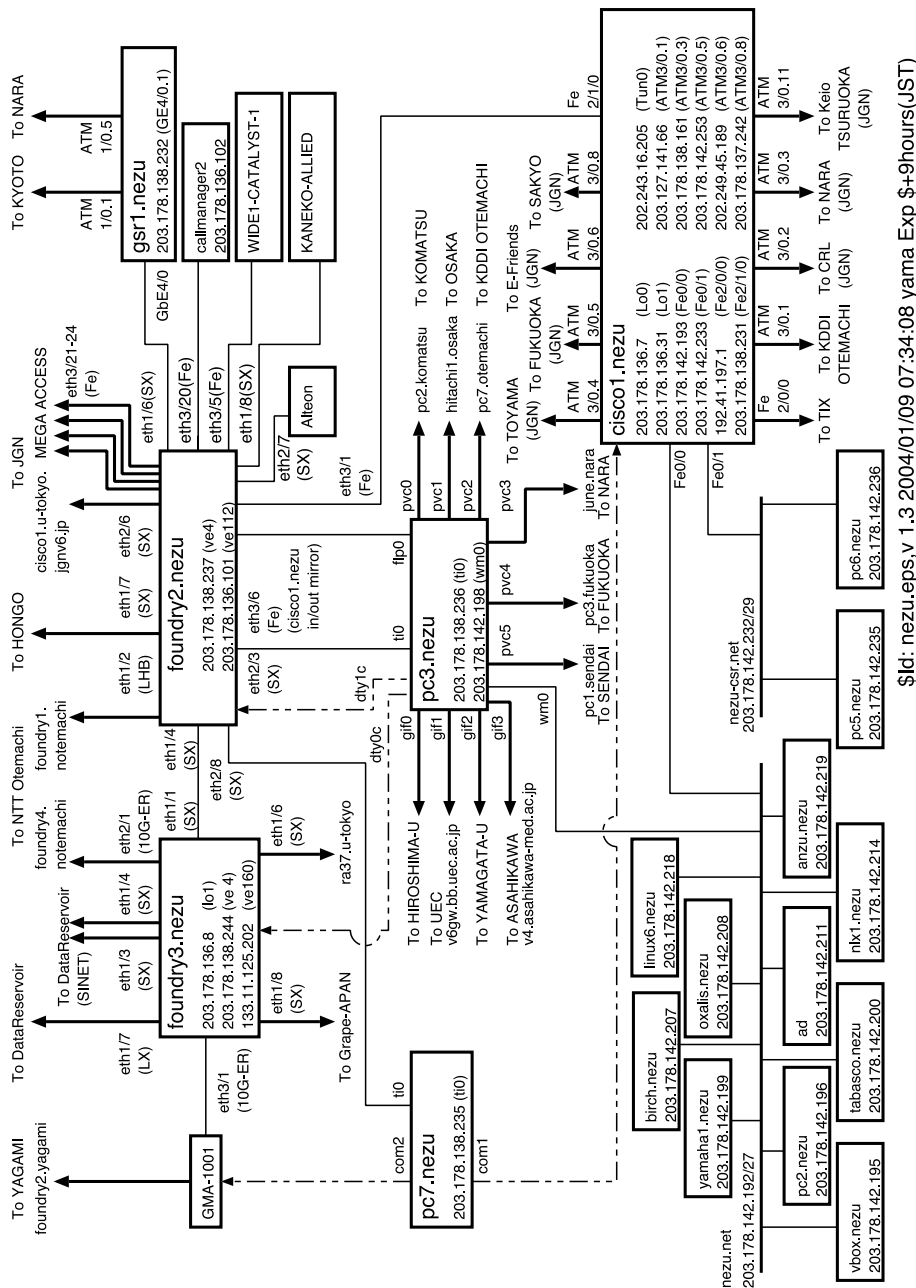 To YAGAMI
foundry2.yagami
To DataReservoir
To DataReservoir
(SINET)
To NTT Otemachi
foundry4.
notemachi
foundry1.
notemachi
To HONGO
cisco1.u-tokyo.
jgnv6.jp
To JGN
MEGA ACCESS
eth3/21-24
(Fe)
To KYOTO
To NARA
ATM
1/0.1
ATM
1/0.5
gsr1.nezu
203.178.138.232 (GE4/0.1)
GbE4/0
callmanager2
203.178.136.102
WIDE1-CATALYST-1
KANEKO-ALLIED
eth1/6(SX)
eth3/20(Fe)
eth3/5(Fe)
eth1/8(SX)
eth2/7
(SX)
Alteon
eth3/1
(Fe)
GMA-1001
eth3/1
(10G-ER)
eth1/7
(LX)
eth1/3
(SX)
eth1/4
(SX)
eth2/1
(10G-ER)
foundry3.nezu
203.178.136.8 (lo1)
203.178.138.244 (ve 4)
133.11.125.202 (ve160)
eth1/8
(SX)
To Grape-APAN
eth1/6
(SX)
ra37.u-tokyo
eth1/1
(SX)
eth1/4
(SX)
eth2/8
(SX)
eth1/2
(LHB)
eth1/7
(SX)
eth2/6
(SX)
foundry2.nezu
203.178.138.237 (ve4)
203.178.136.101 (ve112)
eth2/3
(SX)
eth3/6
(Fe)
(cisco1.nezu
in/out mirror)
dty1c
dty0c
ti0
flp0
pc3.nezu
203.178.138.236 (ti0)
203.178.142.198 (wm0)
gif0
gif1
gif2
gif3
To HIROSHIMA-U
To UEC
v6gw.bb.uec.ac.jp
To YAMAGATA-U
To ASAHIKAWA
v4.asahikawa-med.ac.jp
pvc0
pvc1
pvc2
pvc3
pvc4
pvc5
pc2.komatsu
To KOMATSU
hitachi1.osaka
To OSAKA
pc7.otemachi
To KDDI OTEMACHI
june.nara
To NARA
pc3.fukuoka
To FUKUOKA
pc1.sendai
To SENDAI
wm0
com2
ti0
pc7.nezu
203.178.138.235 (ti0)
com1
To TOYAMA
(JGN)
To FUKUOKA
(JGN)
To E-Friends
To SAKYO
(JGN)
ATM
3/0.4
ATM
3/0.5
ATM
3/0.6
ATM
3/0.8
Fe
2/1/0
cisco1.nezu
203.178.136.7 (Lo0)
203.178.136.31 (Lo1)
203.178.142.193 (Fe0/0)
203.178.142.233 (Fe0/1)
192.41.197.1 (Fe2/0/0)
203.178.138.231 (Fe2/1/0)
202.243.16.205 (Tun0)
203.127.141.66 (ATM3/0.1)
203.178.138.161 (ATM3/0.3)
203.178.142.253 (ATM3/0.5)
202.249.45.189 (ATM3/0.6)
203.178.137.242 (ATM3/0.8)
Fe0/0
Fe0/1
Fe
2/0/0
ATM
3/0.1
ATM
3/0.2
ATM
3/0.3
ATM
3/0.11
To TIX
To KDDI
OTEMACHI
To CRL
(JGN)
To NARA
(JGN)
To Keio
TSURUOKA
(JGN)
nezu.net
203.178.142.192/27
yamaha1.nezu
203.178.142.199
birch.nezu
203.178.142.207
oxalis.nezu
203.178.142.208
linux6.nezu
203.178.142.218
vbox.nezu
203.178.142.195
pc2.nezu
203.178.142.196
tabasco.nezu
203.178.142.200
ad
203.178.142.211
nlx1.nezu
203.178.142.214
anzu.nezu
203.178.142.219
nezu-csr.net
203.178.142.232/29
pc5.nezu
203.178.142.235
pc6.nezu
203.178.142.236
$Id: nezu.eps,v 1.3 2004/01/09 07:34:08 yama Exp $+9hours(JST)